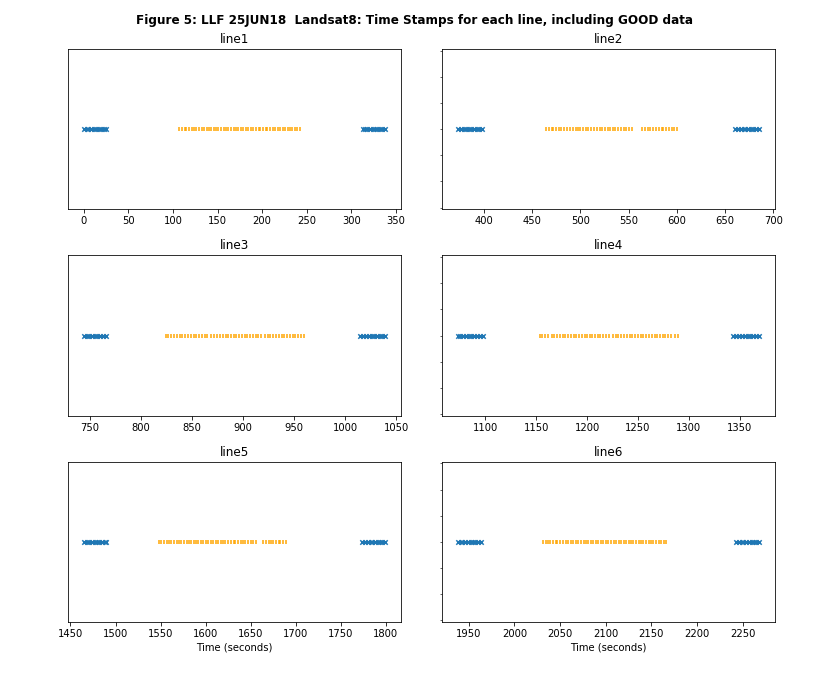 Figure 5: LLF 25JUN18  Landsat8: Time Stamps for each line, including GOOD data
line1
0 50 100 150 200 250 300 350
line2
400 450 500 550 600 650 700
line3
750 800 850 900 950 1000 1050
line4
1100 1150 1200 1250 1300 1350
line5
1450 1500 1550 1600 1650 1700 1750 1800
Time (seconds)
line6
1950 2000 2050 2100 2150 2200 2250
Time (seconds)